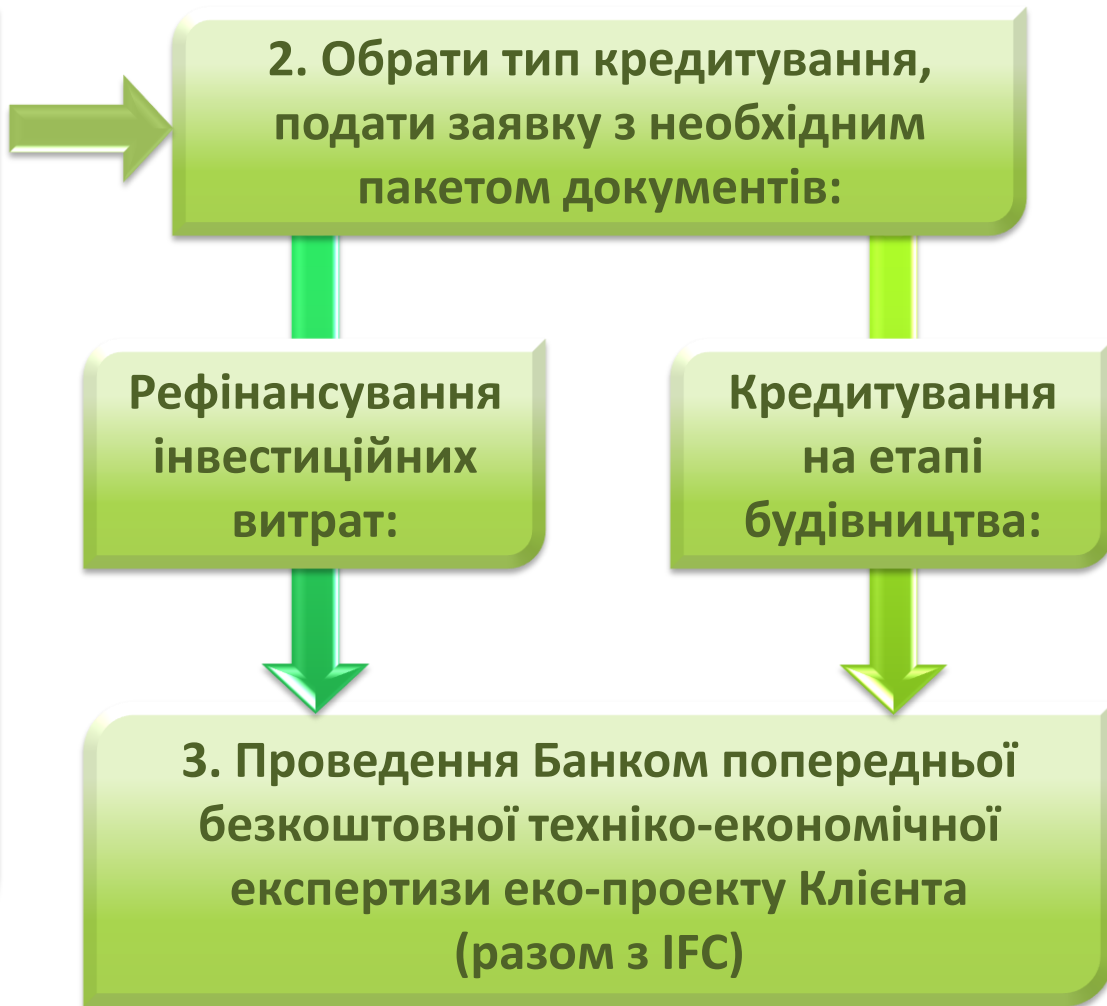 2. Обрати тип кредитування,
подати заявку з необхідним
пакетом документів:
Рефінансування
інвестиційних
витрат:
Кредитування
на етапі
будівництва:
3. Проведення Банком попередньої
безкоштовної техніко-економічної
експертизи еко-проекту Клієнта
(разом з IFC)